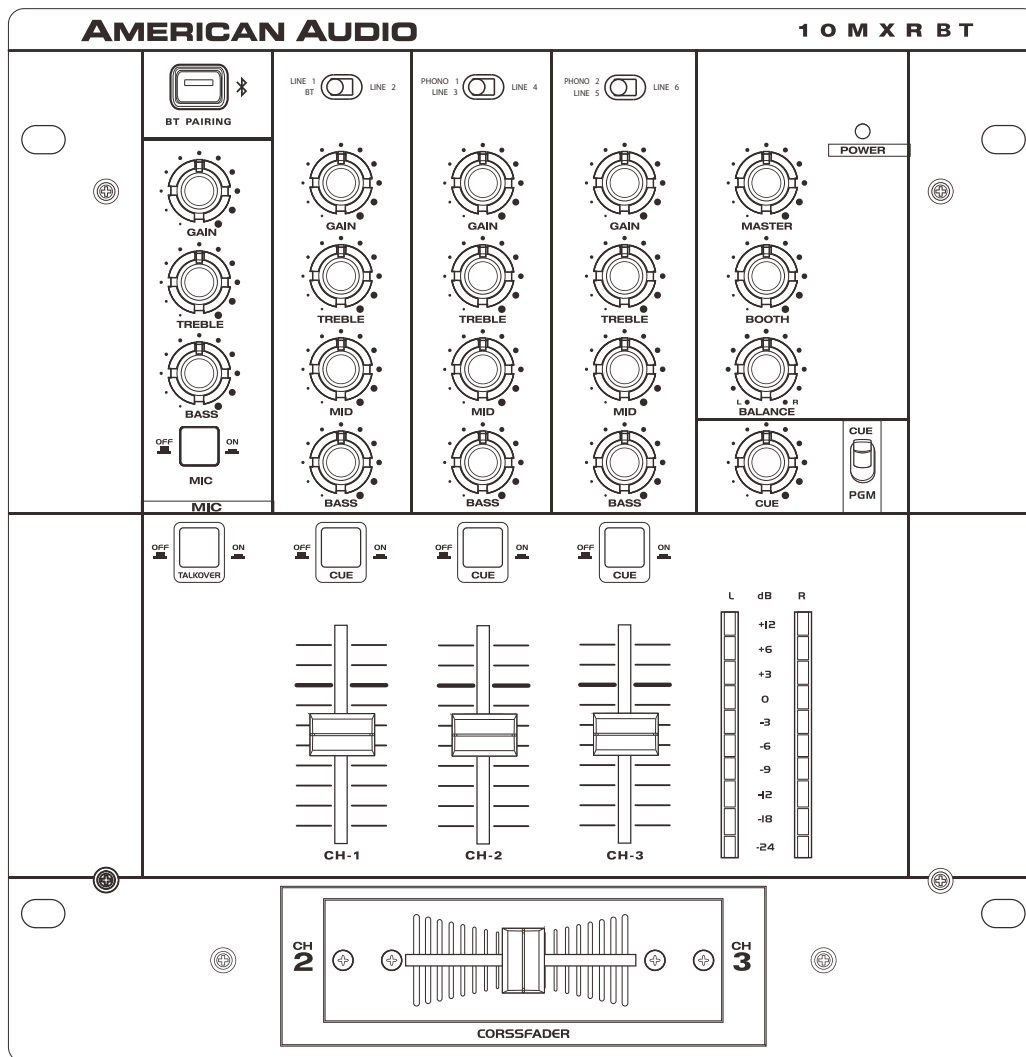 AMERICAN AUDIO
10MXRBT
LINE 1
BT
LINE 2
PHONO 1
LINE 3
LINE 4
PHONO 2
LINE 5
LINE 6
BT PAIRING
POWER
GAIN
GAIN
GAIN
GAIN
MASTER
TREBLE
TREBLE
TREBLE
TREBLE
BOOTH
BASS
MID
MID
MID
L
R
BALANCE
OFF
ON
MIC
CUE
PGM
MIC
BASS
BASS
BASS
CUE
OFF
ON
TALKOVER
OFF
ON
CUE
OFF
ON
CUE
OFF
ON
CUE
L dB R
+12
+6
+3
0
-3
-6
-9
-12
-18
-24
CH-1
CH-2
CH-3
CH
2
CH
3
CORSSFADER